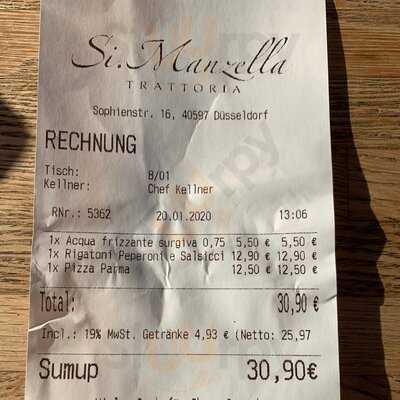 Si. Manzella
TRATTORIA
Sophienstr. 16, 40597 Düsseldorf
RECHNUNG
Tisch: B/01
Kellner: Chef Kellner
RNr.: 5362 20.01.2020 13:06
1x Acqua frizzante surgiva 0,75 5,50 € 5,50 €
1x Rigatoni Peperoni e Salsicci 12,90 € 12,90 €
1x Pizza Parma 12,50 € 12,50 €
Total: 30,90 €
Incl.: 19% MwSt. Getränke 4,93 € (Netto: 25,97
Sumup 30,90€